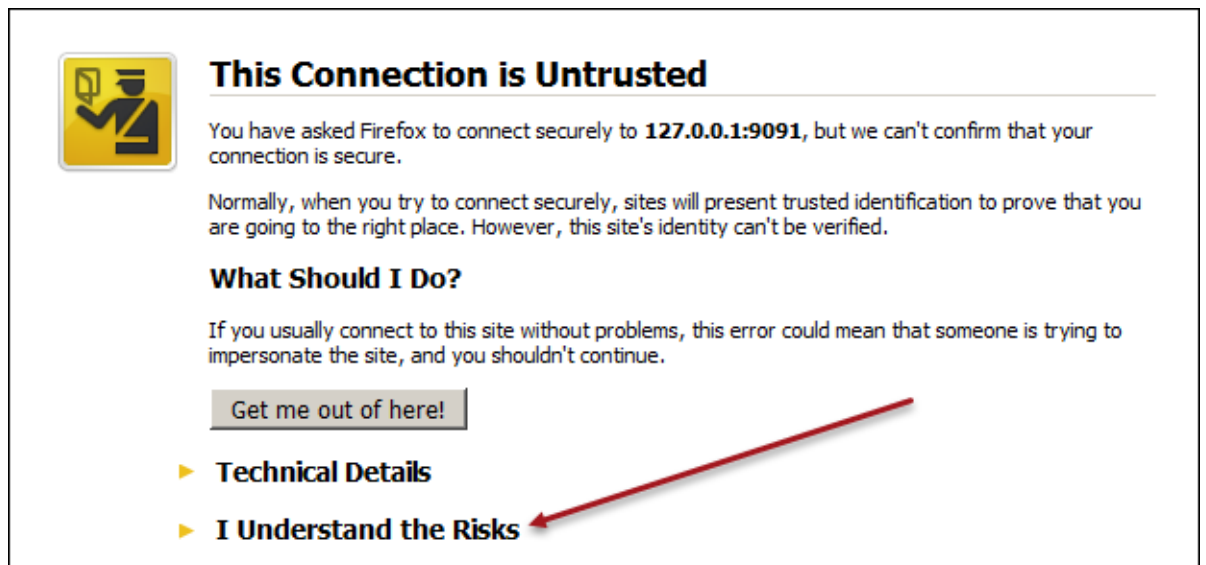 This Connection is Untrusted
You have asked Firefox to connect securely to 127.0.0.1:9091, but we can't confirm that your
connection is secure.
Normally, when you try to connect securely, sites will present trusted identification to prove that you
are going to the right place. However, this site's identity can't be verified.
What Should I Do?
If you usually connect to this site without problems, this error could mean that someone is trying to
impersonate the site, and you shouldn't continue.
Get me out of here!
Technical Details
I Understand the Risks